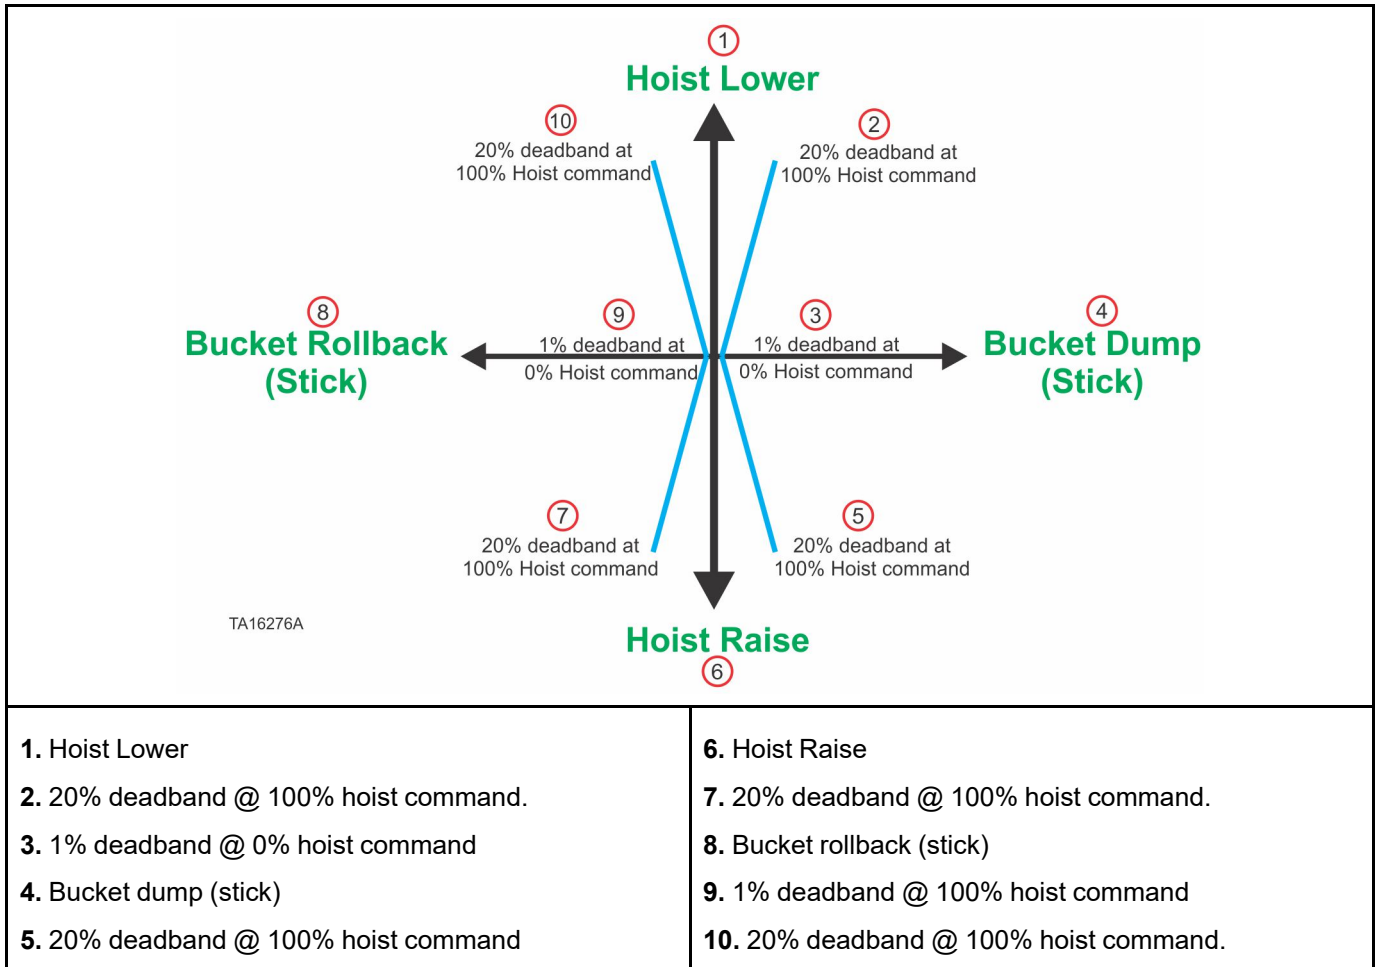 1
Hoist Lower
10
20% deadband at
100% Hoist command
2
20% deadband at
100% Hoist command
8
Bucket Rollback
(Stick)
9
1% deadband at
0% Hoist command
3
1% deadband at
0% Hoist command
4
Bucket Dump
(Stick)
7
20% deadband at
100% Hoist command
5
20% deadband at
100% Hoist command
TA16276A
Hoist Raise
6
1. Hoist Lower
2. 20% deadband @ 100% hoist command.
3. 1% deadband @ 0% hoist command
4. Bucket dump (stick)
5. 20% deadband @ 100% hoist command
6. Hoist Raise
7. 20% deadband @ 100% hoist command.
8. Bucket rollback (stick)
9. 1% deadband @ 100% hoist command
10. 20% deadband @ 100% hoist command.